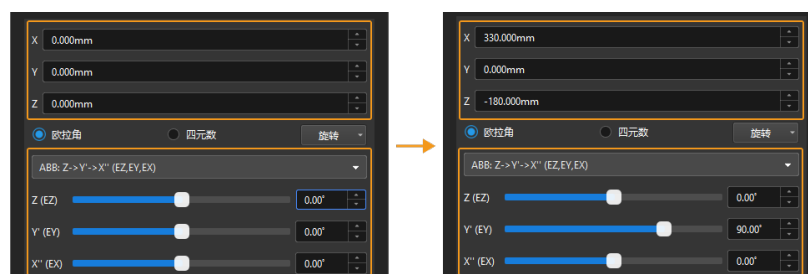 X 0.000mm
Y 0.000mm
Z 0.000mm
欧拉角 四元数 旋转
ABB: Z->Y'->X'' (EZ,EY,EX)
Z (EZ) 0.00°
Y' (EY) 0.00°
X'' (EX) 0.00°
X 330.000mm
Y 0.000mm
Z -180.000mm
欧拉角 四元数 旋转
ABB: Z->Y'->X'' (EZ,EY,EX)
Z (EZ) 0.00°
Y' (EY) 90.00°
X'' (EX) 0.00°